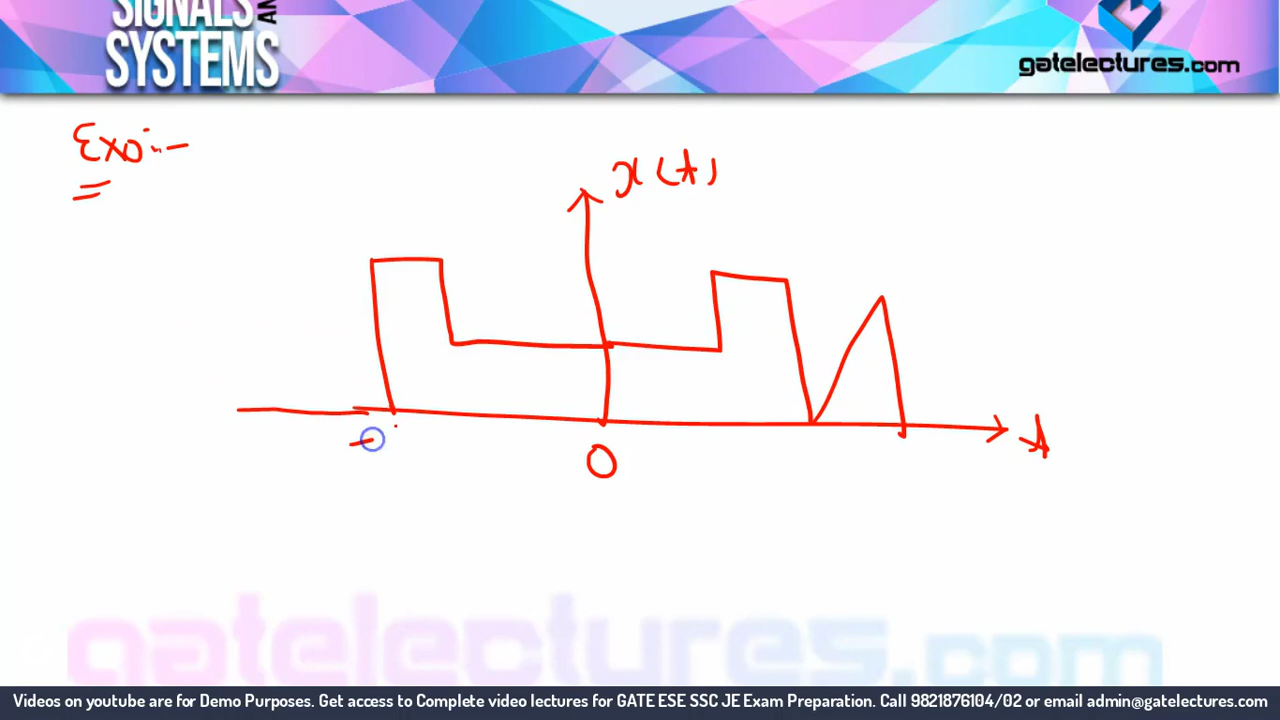 SIGNALS AND
SYSTEMS
gatelectures.com
Exo:-
x(t)
-
0
t
gatelectures.com
Videos on youtube are for Demo Purposes. Get access to Complete video lectures for GATE ESE SSC JE Exam Preparation. Call 9821876104/02 or email admin@gatelectures.com